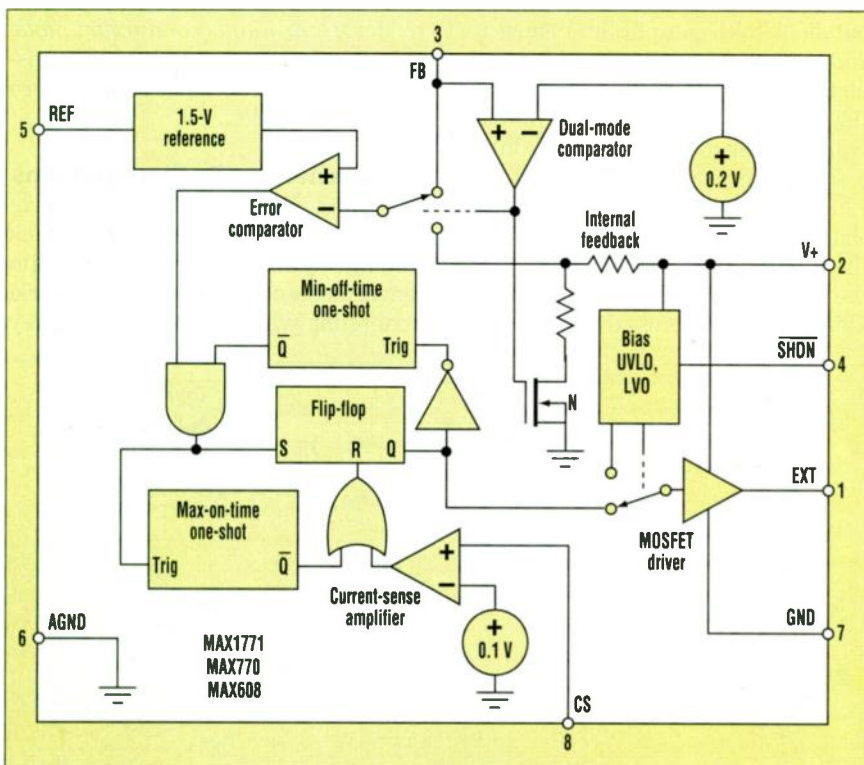 3
FB
5
REF
1.5-V
reference
+
−
Error
comparator
+ −
Dual-mode
comparator
+
0.2 V
Internal
feedback
V+
2
Min-off-time
one-shot
Q̅
Trig
Bias
UVLO,
LVO
S̅H̅D̅N̅
4
Flip-flop
S
R
Q
N
EXT
1
Max-on-time
one-shot
Trig
Q̅
+
−
Current-sense
amplifier
MOSFET
driver
+
0.1 V
GND
7
6
AGND
MAX1771
MAX770
MAX608
CS
8